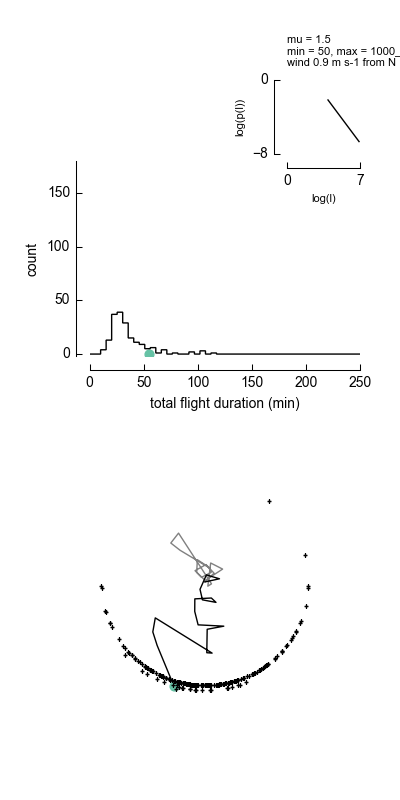 mu = 1.5
min = 50, max = 1000_
wind 0.9 m s-1 from N
0
log(p(l))
−8
0 7
log(l)
150
100
count
50
0
0 50 100 150 200 250
total flight duration (min)